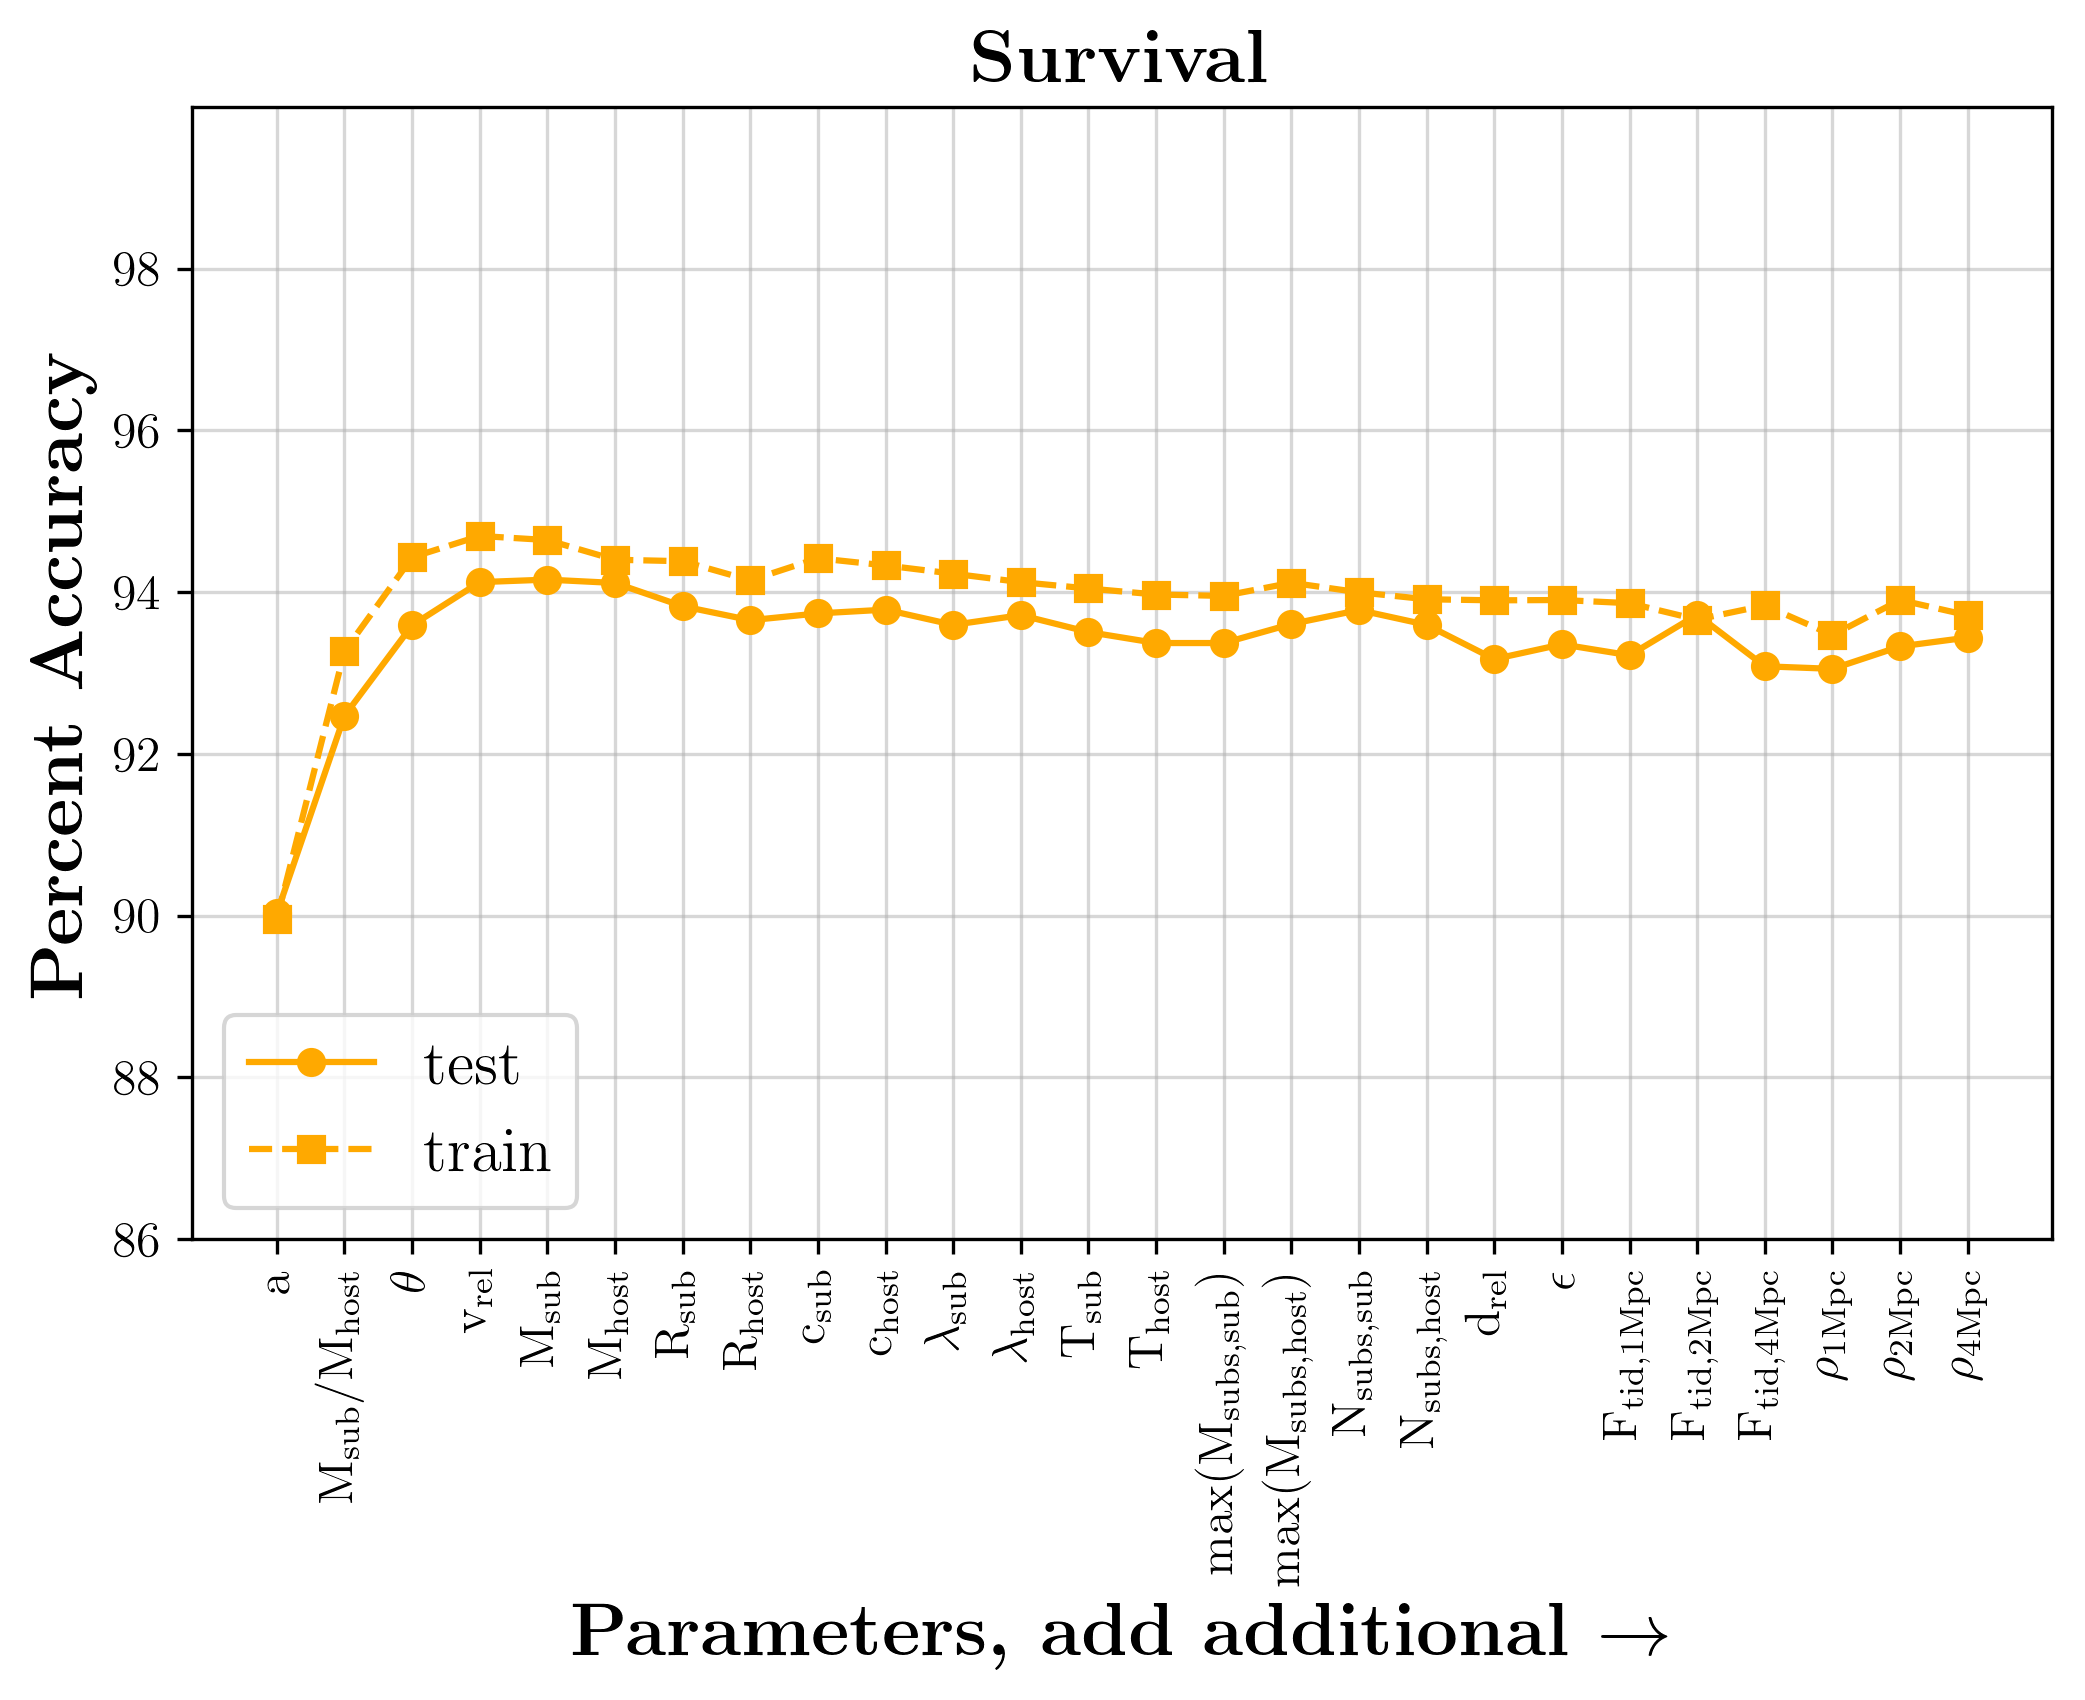 Survival
Percent Accuracy
98
96
94
92
90
88
86
test
train
a
M_sub/M_host
θ
v_rel
M_sub
M_host
R_sub
R_host
c_sub
c_host
λ_sub
λ_host
T_sub
T_host
max(M_subs,sub)
max(M_subs,host)
N_subs,sub
N_subs,host
d_rel
ϵ
F_tid,1Mpc
F_tid,2Mpc
F_tid,4Mpc
ρ_1Mpc
ρ_2Mpc
ρ_4Mpc
Parameters, add additional →